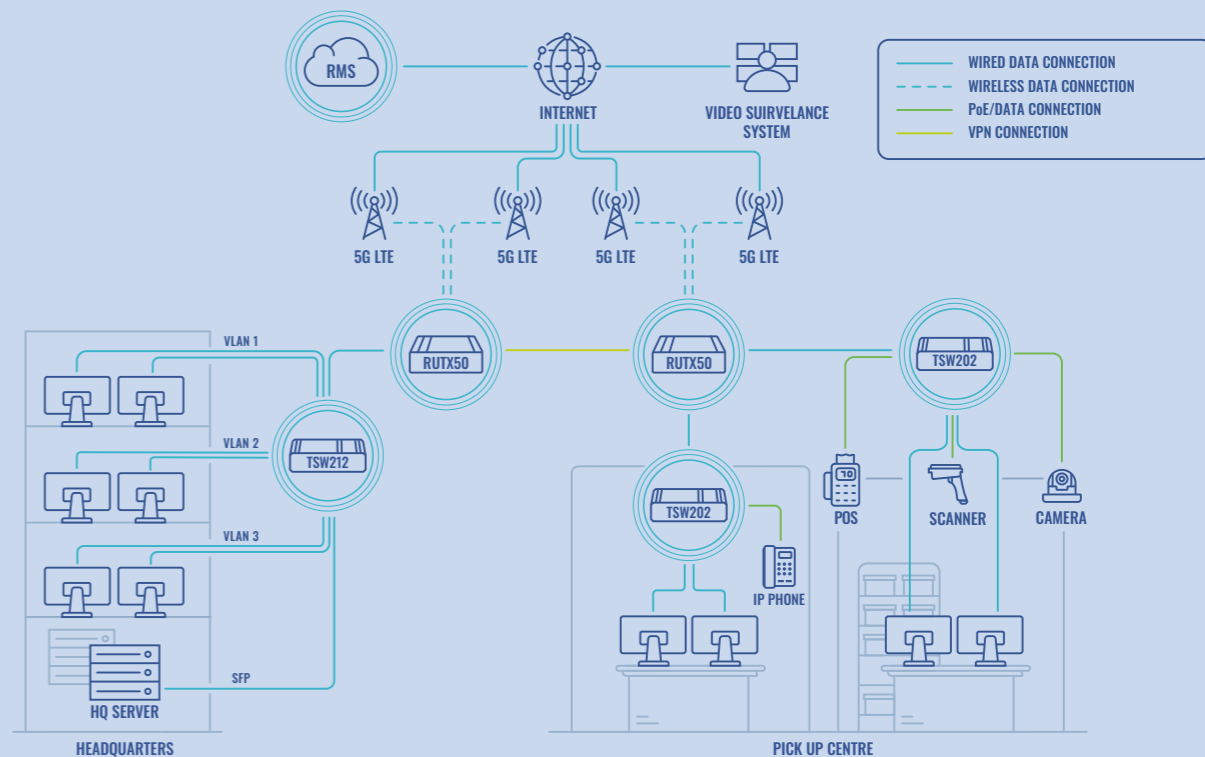 RMS
INTERNET
VIDEO SUIRVELANCE
SYSTEM
WIRED DATA CONNECTION
WIRELESS DATA CONNECTION
PoE/DATA CONNECTION
VPN CONNECTION
5G LTE
5G LTE
5G LTE
5G LTE
VLAN 1
RUTX50
RUTX50
TSW202
VLAN 2
TSW212
TSW202
POS
SCANNER
CAMERA
VLAN 3
IP PHONE
SFP
HQ SERVER
HEADQUARTERS
PICK UP CENTRE